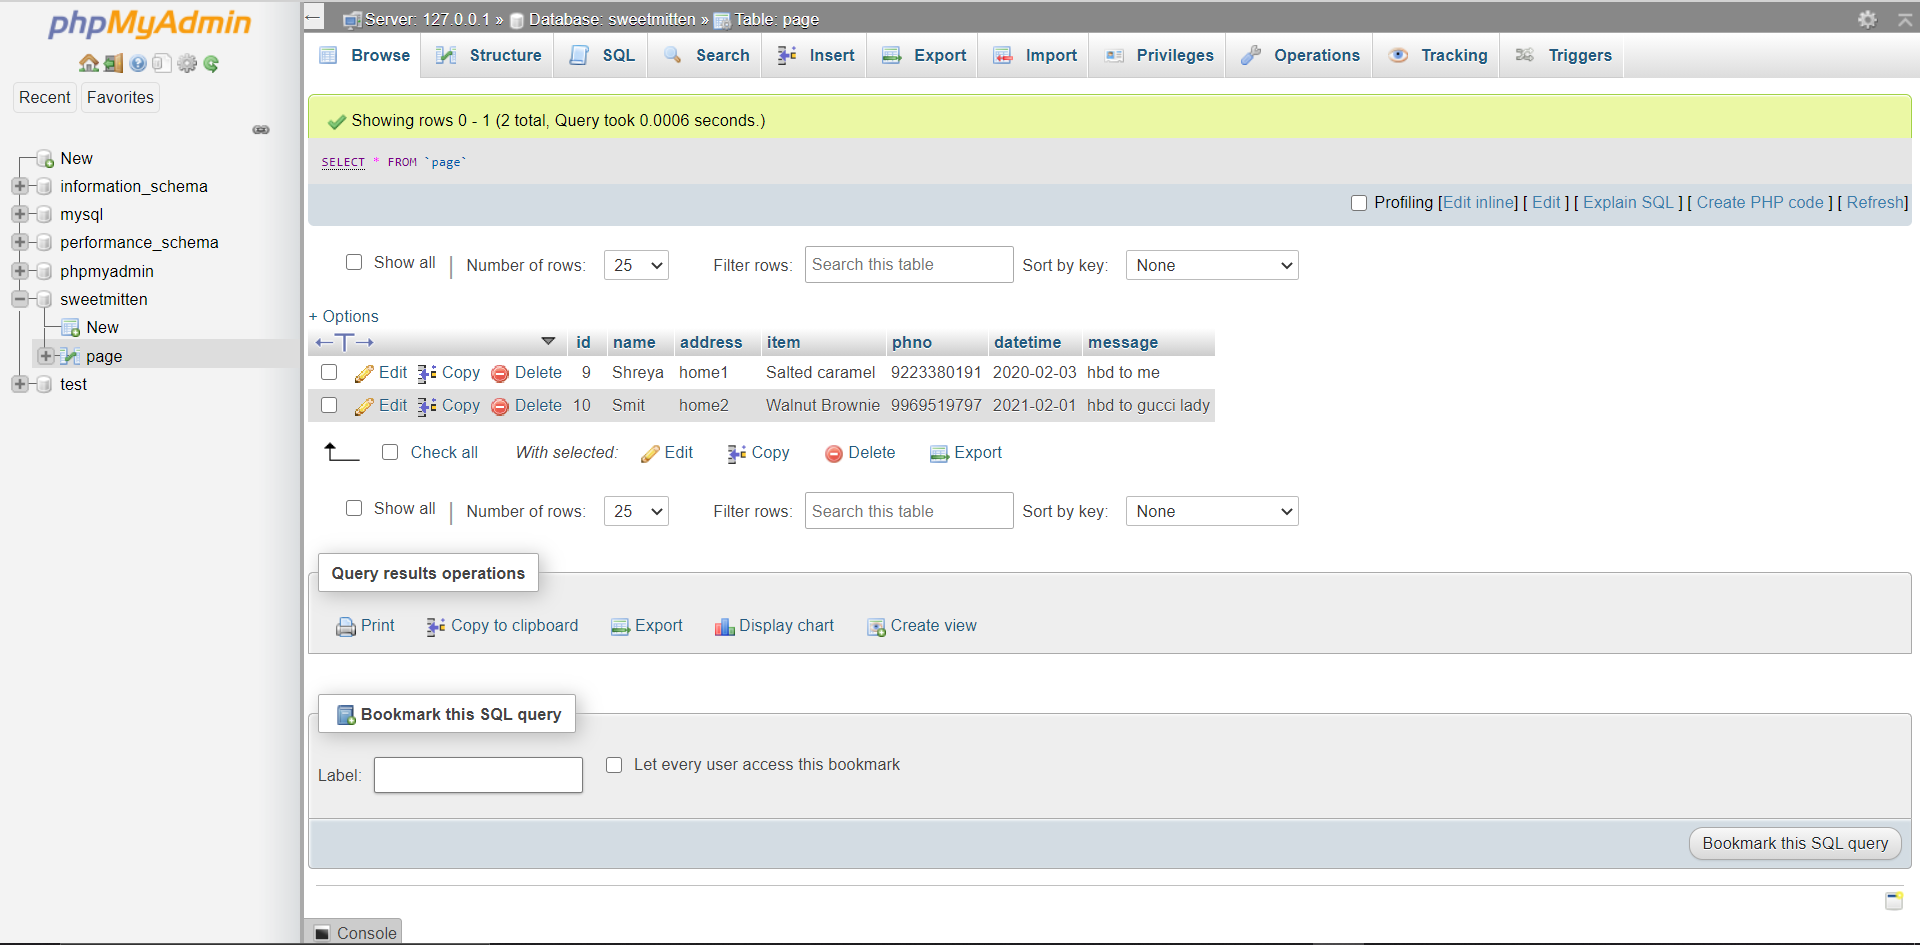 phpMyAdmin
Recent Favorites
New
information_schema
mysql
performance_schema
phpmyadmin
sweetmitten
New
page
test
Server: 127.0.0.1 » Database: sweetmitten » Table: page
Browse Structure SQL Search Insert Export Import Privileges Operations Tracking Triggers
Showing rows 0 - 1 (2 total, Query took 0.0006 seconds.)
SELECT * FROM `page`
Profiling [Edit inline] [ Edit ] [ Explain SQL ] [ Create PHP code ] [ Refresh]
Show all | Number of rows: 25 Filter rows: Search this table Sort by key: None
+ Options
←T→ id name address item phno datetime message
Edit Copy Delete 9 Shreya home1 Salted caramel 9223380191 2020-02-03 hbd to me
Edit Copy Delete 10 Smit home2 Walnut Brownie 9969519797 2021-02-01 hbd to gucci lady
Check all With selected: Edit Copy Delete Export
Show all | Number of rows: 25 Filter rows: Search this table Sort by key: None
Query results operations
Print Copy to clipboard Export Display chart Create view
Bookmark this SQL query
Label: Let every user access this bookmark
Bookmark this SQL query
Console